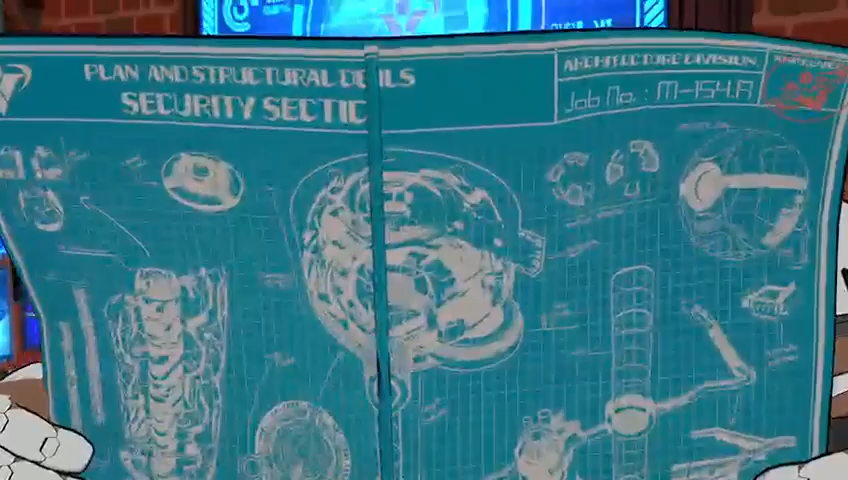 PLAN AND STRUCTURAL DE ILS
SECURITY SECTIC
ARCHITECTURE DIVISION.
Job No. : M-154.A